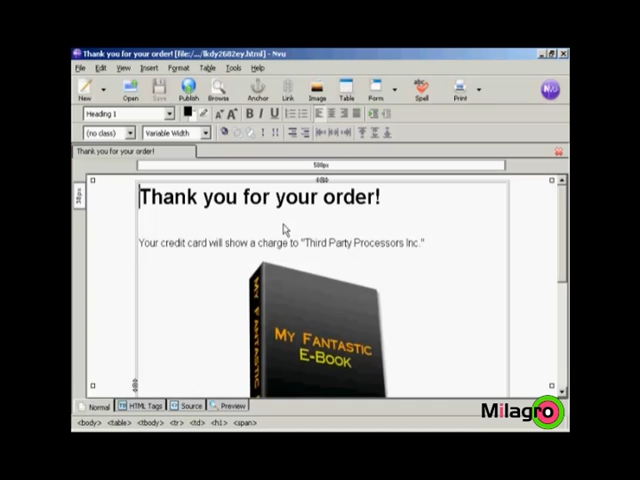 Thank you for your order! [file:/.../lkdy2682ey.html] - Nvu
File Edit View Insert Format Table Tools Help
New Open Save Publish Browse Anchor Link Image Table Form Spell Print
Heading 1
B I U
(no class) Variable Width
Thank you for your order!
500px
Thank you for your order!
Your credit card will show a charge to "Third Party Processors Inc."
My Fantastic
My Fantastic
E-Book
Normal HTML Tags Source Preview
Milagro
<body> <table> <tbody> <tr> <td> <h1> <span>